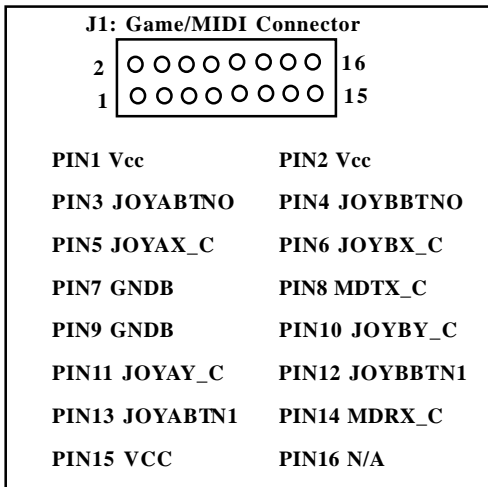 J1: Game/MIDI Connector
2 16
1 15
PIN1 Vcc PIN2 Vcc
PIN3 JOYABTNO PIN4 JOYBBTNO
PIN5 JOYAX_C PIN6 JOYBX_C
PIN7 GNDB PIN8 MDTX_C
PIN9 GNDB PIN10 JOYBY_C
PIN11 JOYAY_C PIN12 JOYBBTN1
PIN13 JOYABTN1 PIN14 MDRX_C
PIN15 VCC PIN16 N/A